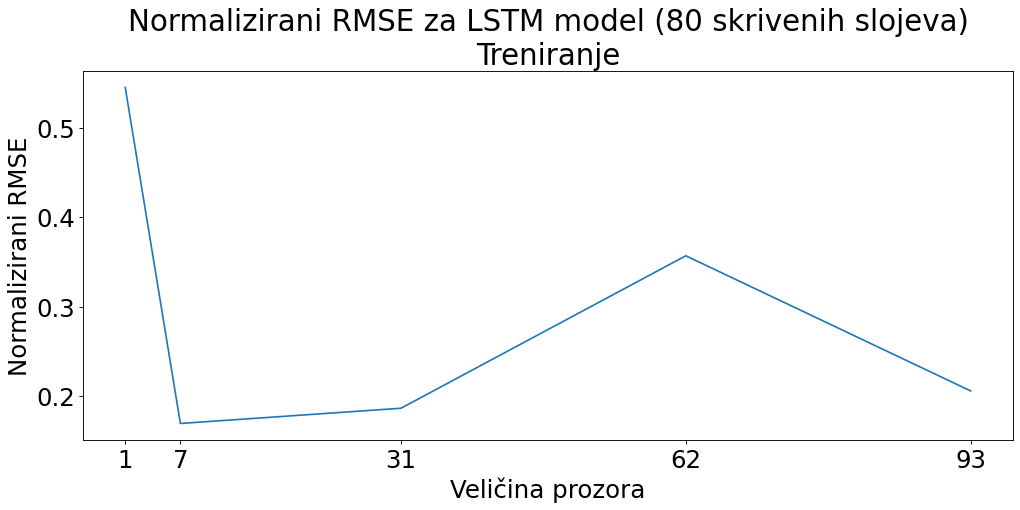 Normalizirani RMSE za LSTM model (80 skrivenih slojeva)
Treniranje
Normalizirani RMSE
0.5
0.4
0.3
0.2
1 7 31 62 93
Veličina prozora